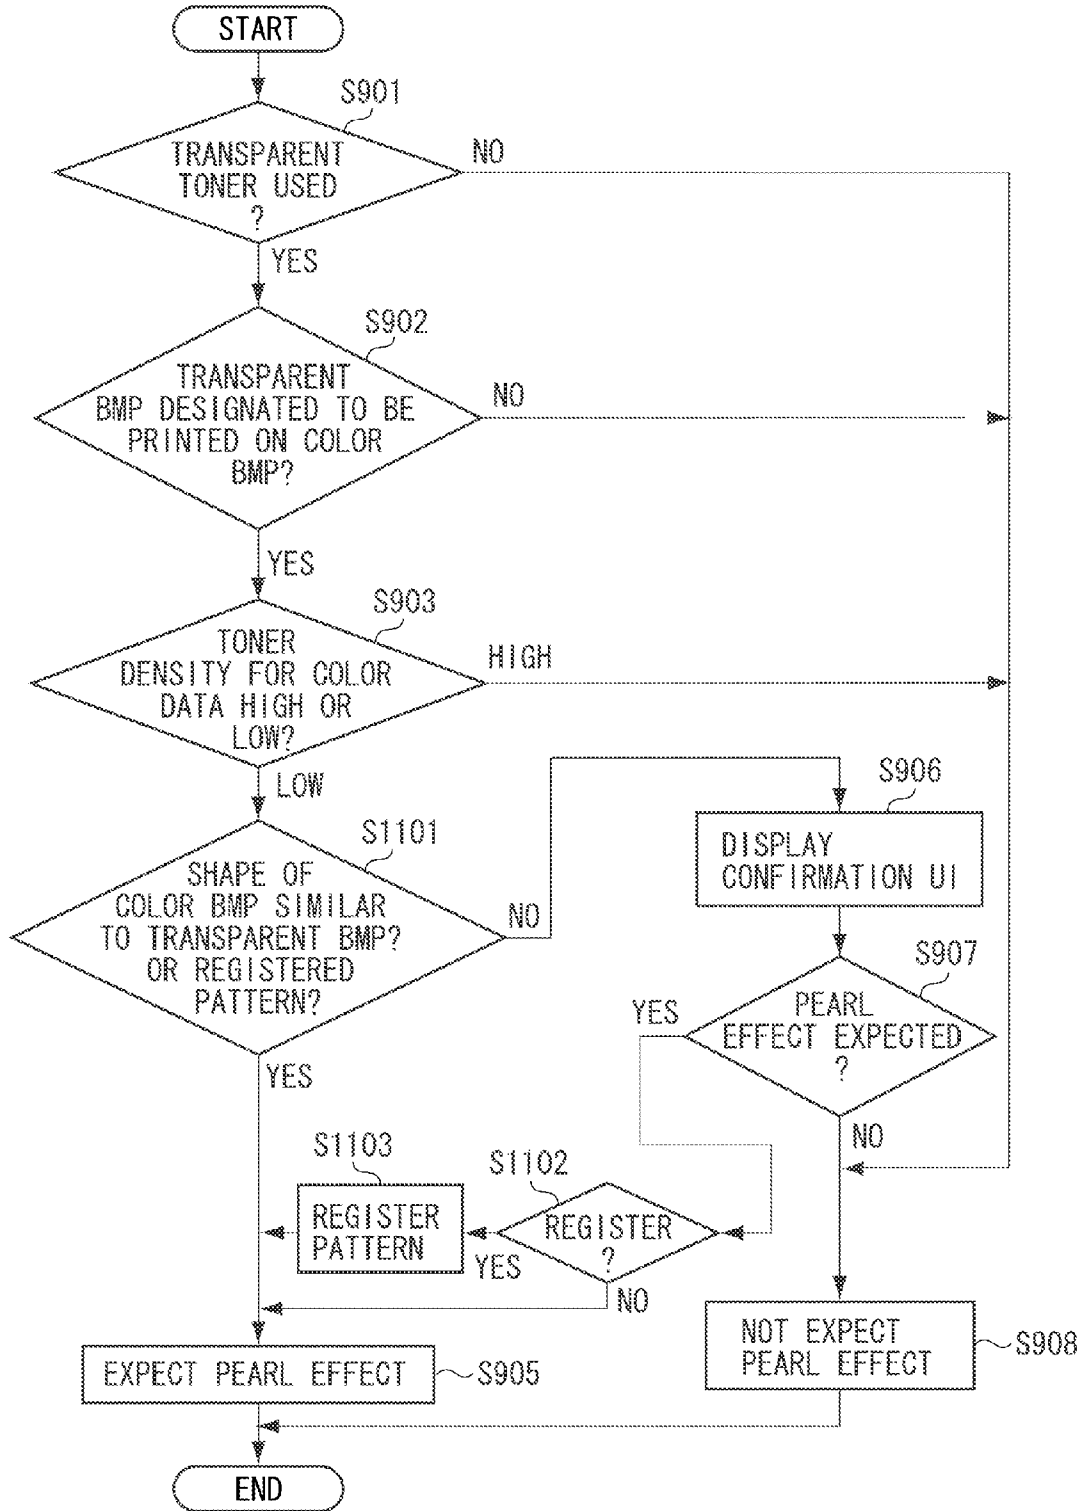 START
S901
TRANSPARENT
TONER USED
?
NO
YES
S902
TRANSPARENT
BMP DESIGNATED TO BE
PRINTED ON COLOR
BMP?
NO
YES
S903
TONER
DENSITY FOR COLOR
DATA HIGH OR
LOW?
HIGH
LOW
S1101
SHAPE OF
COLOR BMP SIMILAR
TO TRANSPARENT BMP?
OR REGISTERED
PATTERN?
NO
YES
S906
DISPLAY
CONFIRMATION UI
S907
PEARL
EFFECT EXPECTED
?
YES
NO
S1102
REGISTER
?
YES
NO
S1103
REGISTER
PATTERN
EXPECT PEARL EFFECT
S905
NOT EXPECT
PEARL EFFECT
S908
END